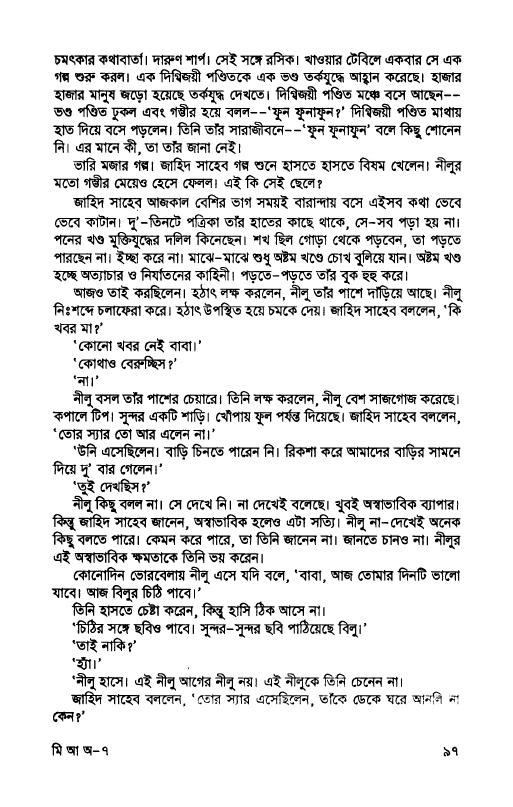 চমৎকার কথাবার্তা। দারুণ শার্প। সেই সঙ্গে রসিক। খাওয়ার টেবিলে একবার সে এক
গল্প শুরু করল। এক দিগ্বিজয়ী পণ্ডিতকে এক ভণ্ড তর্কযুদ্ধে আহ্বান করেছে। হাজার
হাজার মানুষ জড়ো হয়েছে তর্কযুদ্ধ দেখতে। দিগ্বিজয়ী পণ্ডিত মঞ্চে বসে আছেন--
ভণ্ড পণ্ডিত ঢুকল এবং গম্ভীর হয়ে বলল--‘ফুন ফুনাফুন?’ দিগ্বিজয়ী পণ্ডিত মাথায়
হাত দিয়ে বসে পড়লেন। তিনি তাঁর সারাজীবনে--‘ফুন ফুনাফুন’ বলে কিছু শোনেন
নি। এর মানে কী, তা তাঁর জানা নেই।
ভারি মজার গল্প। জাহিদ সাহেব গল্প শুনে হাসতে হাসতে বিষম খেলেন। নীলুর
মতো গম্ভীর মেয়েও হেসে ফেলল। এই কি সেই ছেলে?
জাহিদ সাহেব আজকাল বেশির ভাগ সময়ই বারান্দায় বসে এইসব কথা ভেবে
ভেবে কাটান। দু’-তিনটে পত্রিকা তাঁর হাতের কাছে থাকে, সে-সব পড়া হয় না।
পনের খণ্ড মুক্তিযুদ্ধের দলিল কিনেছেন। শখ ছিল গোড়া থেকে পড়বেন, তা পড়তে
পারছেন না। ইচ্ছা করে না। মাঝে-মাঝে শুধু অষ্টম খণ্ডে চোখ বুলিয়ে যান। অষ্টম খণ্ড
হচ্ছে অত্যাচার ও নির্যাতনের কাহিনী। পড়তে-পড়তে তাঁর বুক হু হু করে।
আজও তাই করছিলেন। হঠাৎ লক্ষ করলেন, নীলু তাঁর পাশে দাঁড়িয়ে আছে। নীলু
নিঃশব্দে চলাফেরা করে। হঠাৎ উপস্থিত হয়ে চমকে দেয়। জাহিদ সাহেব বললেন, ‘কি
খবর মা?’
‘কোনো খবর নেই বাবা।’
‘কোথাও বেরুচ্ছিস?’
‘না।’
নীলু বসল তাঁর পাশের চেয়ারে। তিনি লক্ষ করলেন, নীলু বেশ সাজগোজ করেছে।
কপালে টিপ। সুন্দর একটি শাড়ি। খোঁপায় ফুল পর্যন্ত দিয়েছে। জাহিদ সাহেব বললেন,
‘তোর স্যার তো আর এলেন না।’
‘উনি এসেছিলেন। বাড়ি চিনতে পারেন নি। রিকশা করে আমাদের বাড়ির সামনে
দিয়ে দু’ বার গেলেন।’
‘তুই দেখছিস?’
নীলু কিছু বলল না। সে দেখে নি। না দেখেই বলেছে। খুবই অস্বাভাবিক ব্যাপার।
কিন্তু জাহিদ সাহেব জানেন, অস্বাভাবিক হলেও এটা সত্যি। নীলু না-দেখেই অনেক
কিছু বলতে পারে। কেমন করে পারে, তা তিনি জানেন না। জানতে চানও না। নীলুর
এই অস্বাভাবিক ক্ষমতাকে তিনি ভয় করেন।
কোনোদিন ভোরবেলায় নীলু এসে যদি বলে, ‘বাবা, আজ তোমার দিনটি ভালো
যাবে। আজ বিলুর চিঠি পাবে।’
তিনি হাসতে চেষ্টা করেন, কিন্তু হাসি ঠিক আসে না।
‘চিঠির সঙ্গে ছবিও পাবে। সুন্দর-সুন্দর ছবি পাঠিয়েছে বিলু।’
‘তাই নাকি?’
‘হ্যাঁ।’
‘নীলু হাসে। এই নীলু আগের নীলু নয়। এই নীলুকে তিনি চেনেন না।
জাহিদ সাহেব বললেন, ‘তোর স্যার এসেছিলেন, তাঁকে ডেকে ঘরে আনলি না
কেন?’
মি আ অ-৭
৯৭